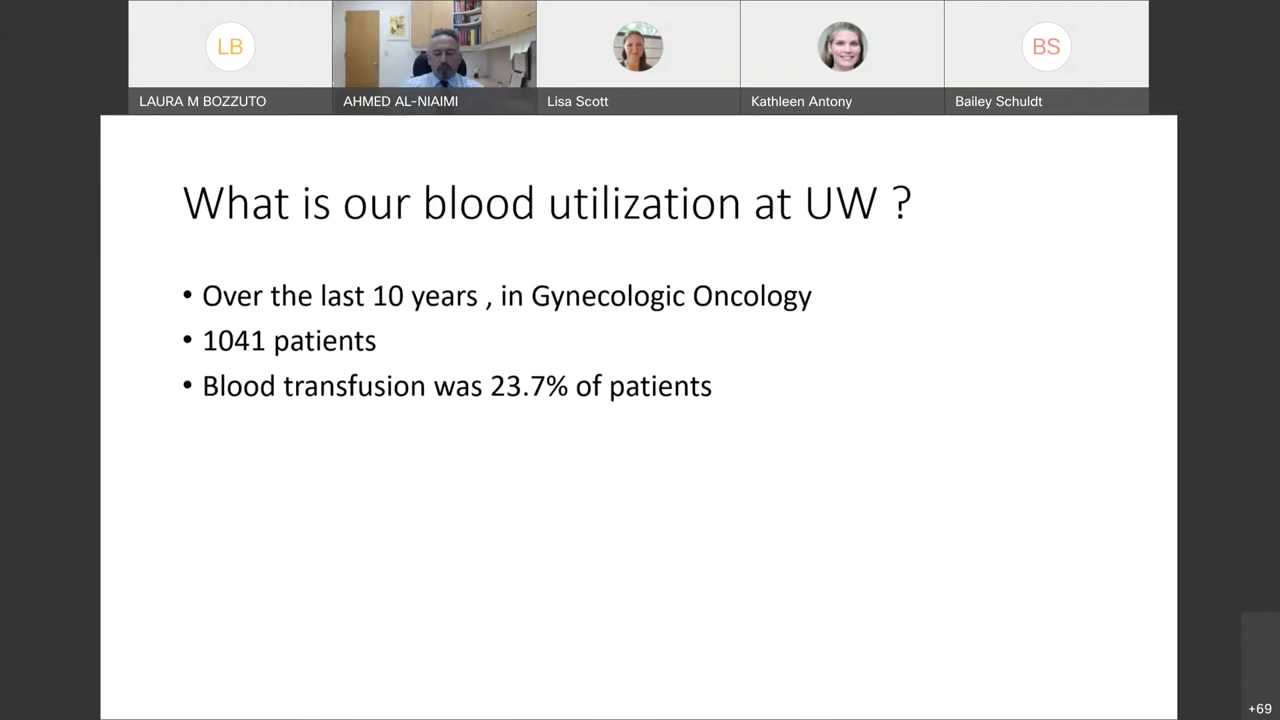 LB
BS
LAURA M BOZZUTO
AHMED AL-NIAIMI
Lisa Scott
Kathleen Antony
Bailey Schuldt
What is our blood utilization at UW ?
• Over the last 10 years , in Gynecologic Oncology
• 1041 patients
• Blood transfusion was 23.7% of patients
+69